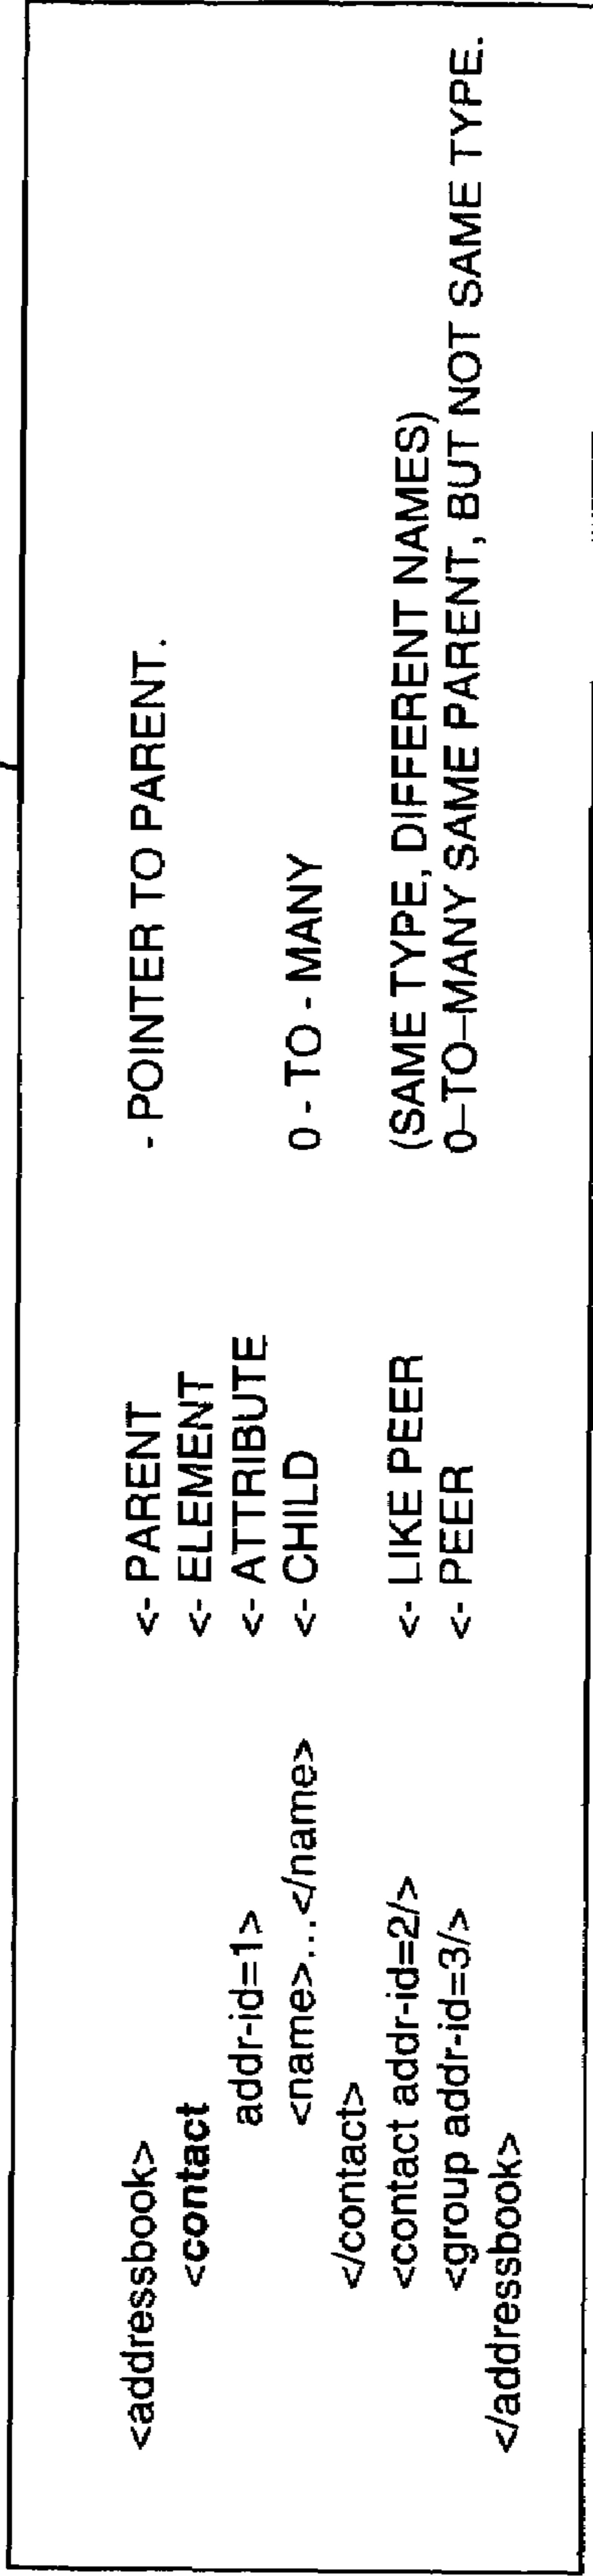 <addressbook> <- PARENT - POINTER TO PARENT.
<contact <- ELEMENT
addr-id=1> <- ATTRIBUTE
<name>...</name> <- CHILD 0 - TO - MANY
</contact>
<contact addr-id=2/> <- LIKE PEER (SAME TYPE, DIFFERENT NAMES)
<group addr-id=3/> <- PEER 0–TO–MANY SAME PARENT, BUT NOT SAME TYPE.
</addressbook>